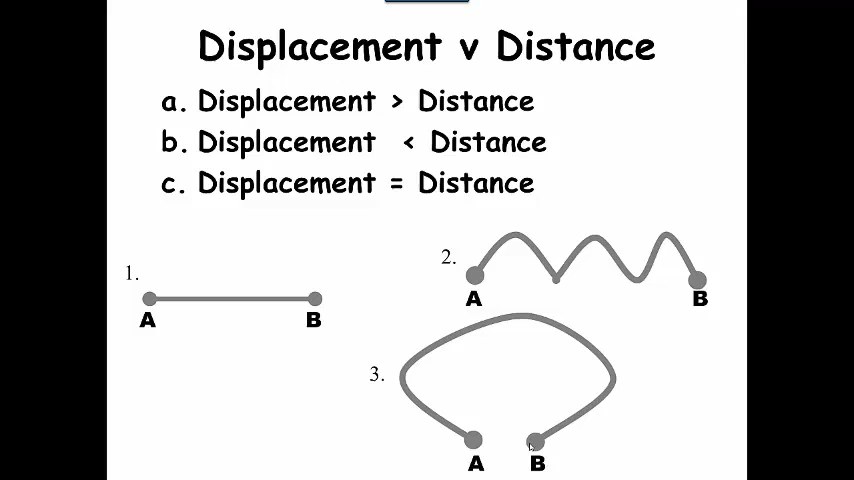 Displacement v Distance
a. Displacement > Distance
b. Displacement < Distance
c. Displacement = Distance
1.
A B
2.
A B
3.
A B